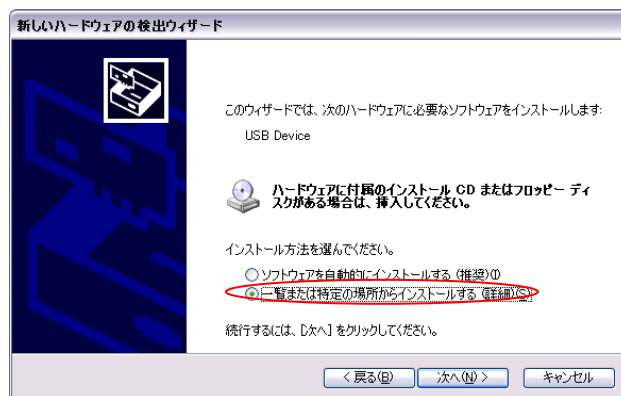 新しいハードウェアの検出ウィザード
このウィザードでは、次のハードウェアに必要なソフトウェアをインストールします:
USB Device
ハードウェアに付属のインストール CD またはフロッピー ディ
スクがある場合は、挿入してください。
インストール方法を選んでください。
ソフトウェアを自動的にインストールする (推奨)(I)
一覧または特定の場所からインストールする (詳細)(S)
続行するには、[次へ] をクリックしてください。
< 戻る(B) 次へ(N) > キャンセル